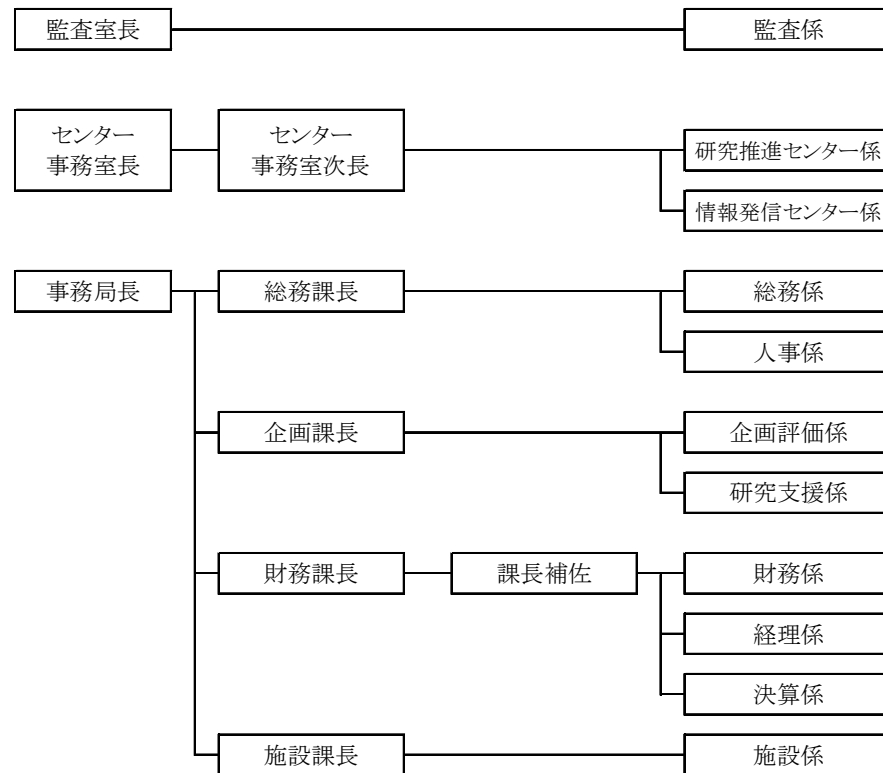 監査室長
監査係
センター
事務室長
センター
事務室次長
研究推進センター係
情報発信センター係
事務局長
総務課長
総務係
人事係
企画課長
企画評価係
研究支援係
財務課長
課長補佐
財務係
経理係
決算係
施設課長
施設係